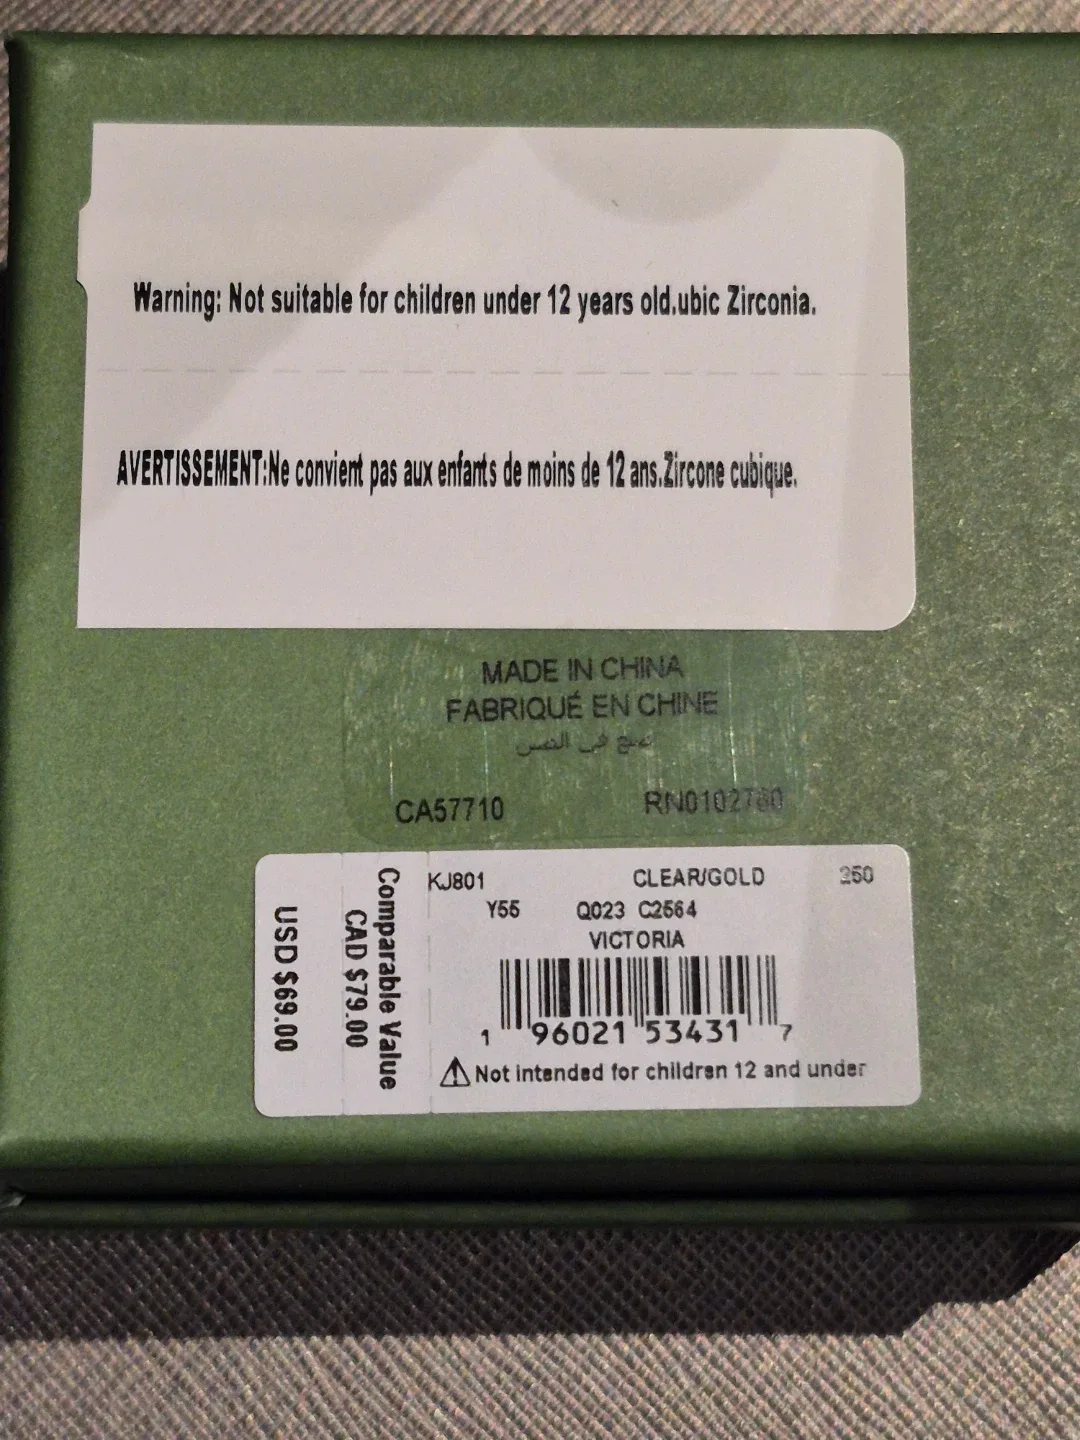 Warning: Not suitable for children under 12 years old.ubic Zirconia.
AVERTISSEMENT:Ne convient pas aux enfants de moins de 12 ans.Zircone cubique.
MADE IN CHINA
FABRIQUÉ EN CHINE
في
CA57710 RN0102760
KJ801 CLEAR/GOLD 250
Y55 Q023 C2564
VICTORIA
1 96021 53431 7
⚠ Not intended for children 12 and under
Comparable Value
CAD $79.00
USD $69.00